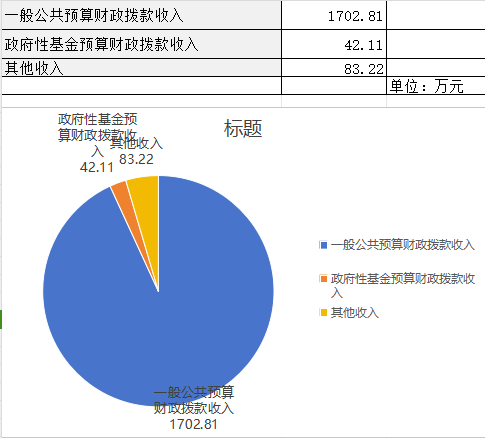 一般公共预算财政拨款收入 1702.81
政府性基金预算财政拨款收入 42.11
其他收入 83.22
单位：万元
标题
政府性基金预
算财政拨款收
入
42.11
其他收入
83.22
一般公共预算财政拨款收入
政府性基金预算财政拨款收
入
其他收入
一般公共预算
财政拨款收入
1702.81